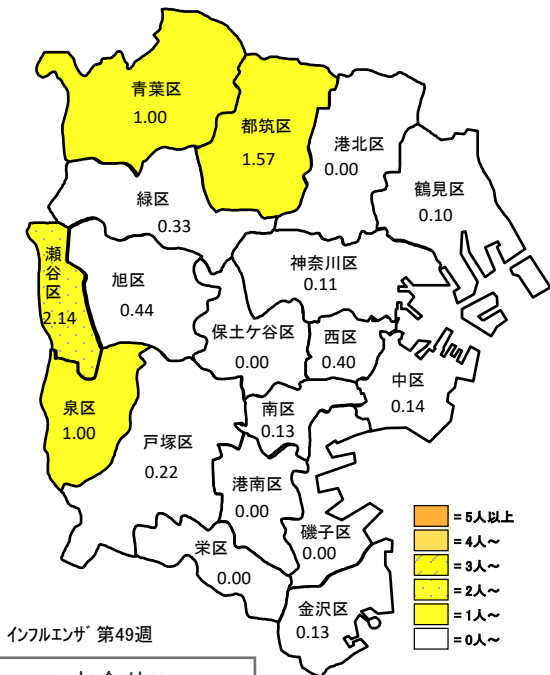 青葉区
1.00
都筑区
1.57
港北区
0.00
鶴見区
0.10
緑区
0.33
神奈川区
0.11
瀬谷区
2.14
旭区
0.44
保土ケ谷区
0.00
西区
0.40
中区
0.14
泉区
1.00
戸塚区
0.22
南区
0.13
港南区
0.00
磯子区
0.00
栄区
0.00
金沢区
0.13
=5人以上
=4人~
=3人~
=2人~
=1人~
=0人~
インフルエンザ 第49週